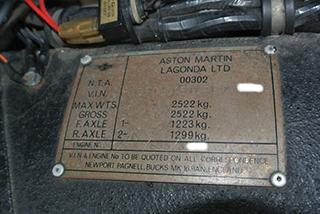 ASTON MARTIN
LAGONDA LTD
N.T.A. 00302
V.I.N.
MAX WTS 2522 kg.
GROSS 2522 kg.
F. AXLE 1- 1223 kg.
R. AXLE 2- 1299 kg.
ENGINE No
V.I.N & ENGINE No TO BE QUOTED ON ALL CORRESPONDENCE
NEWPORT PAGNELL, BUCKS. MK16 9AN. ENGLAND